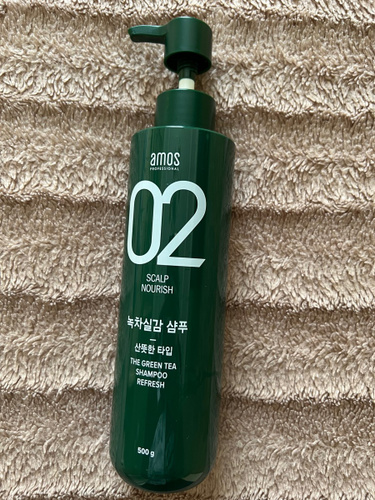 amos
PROFESSIONAL
02
SCALP
NOURISH
녹차실감 샴푸
산뜻한 타입
THE GREEN TEA
SHAMPOO
REFRESH
500 g